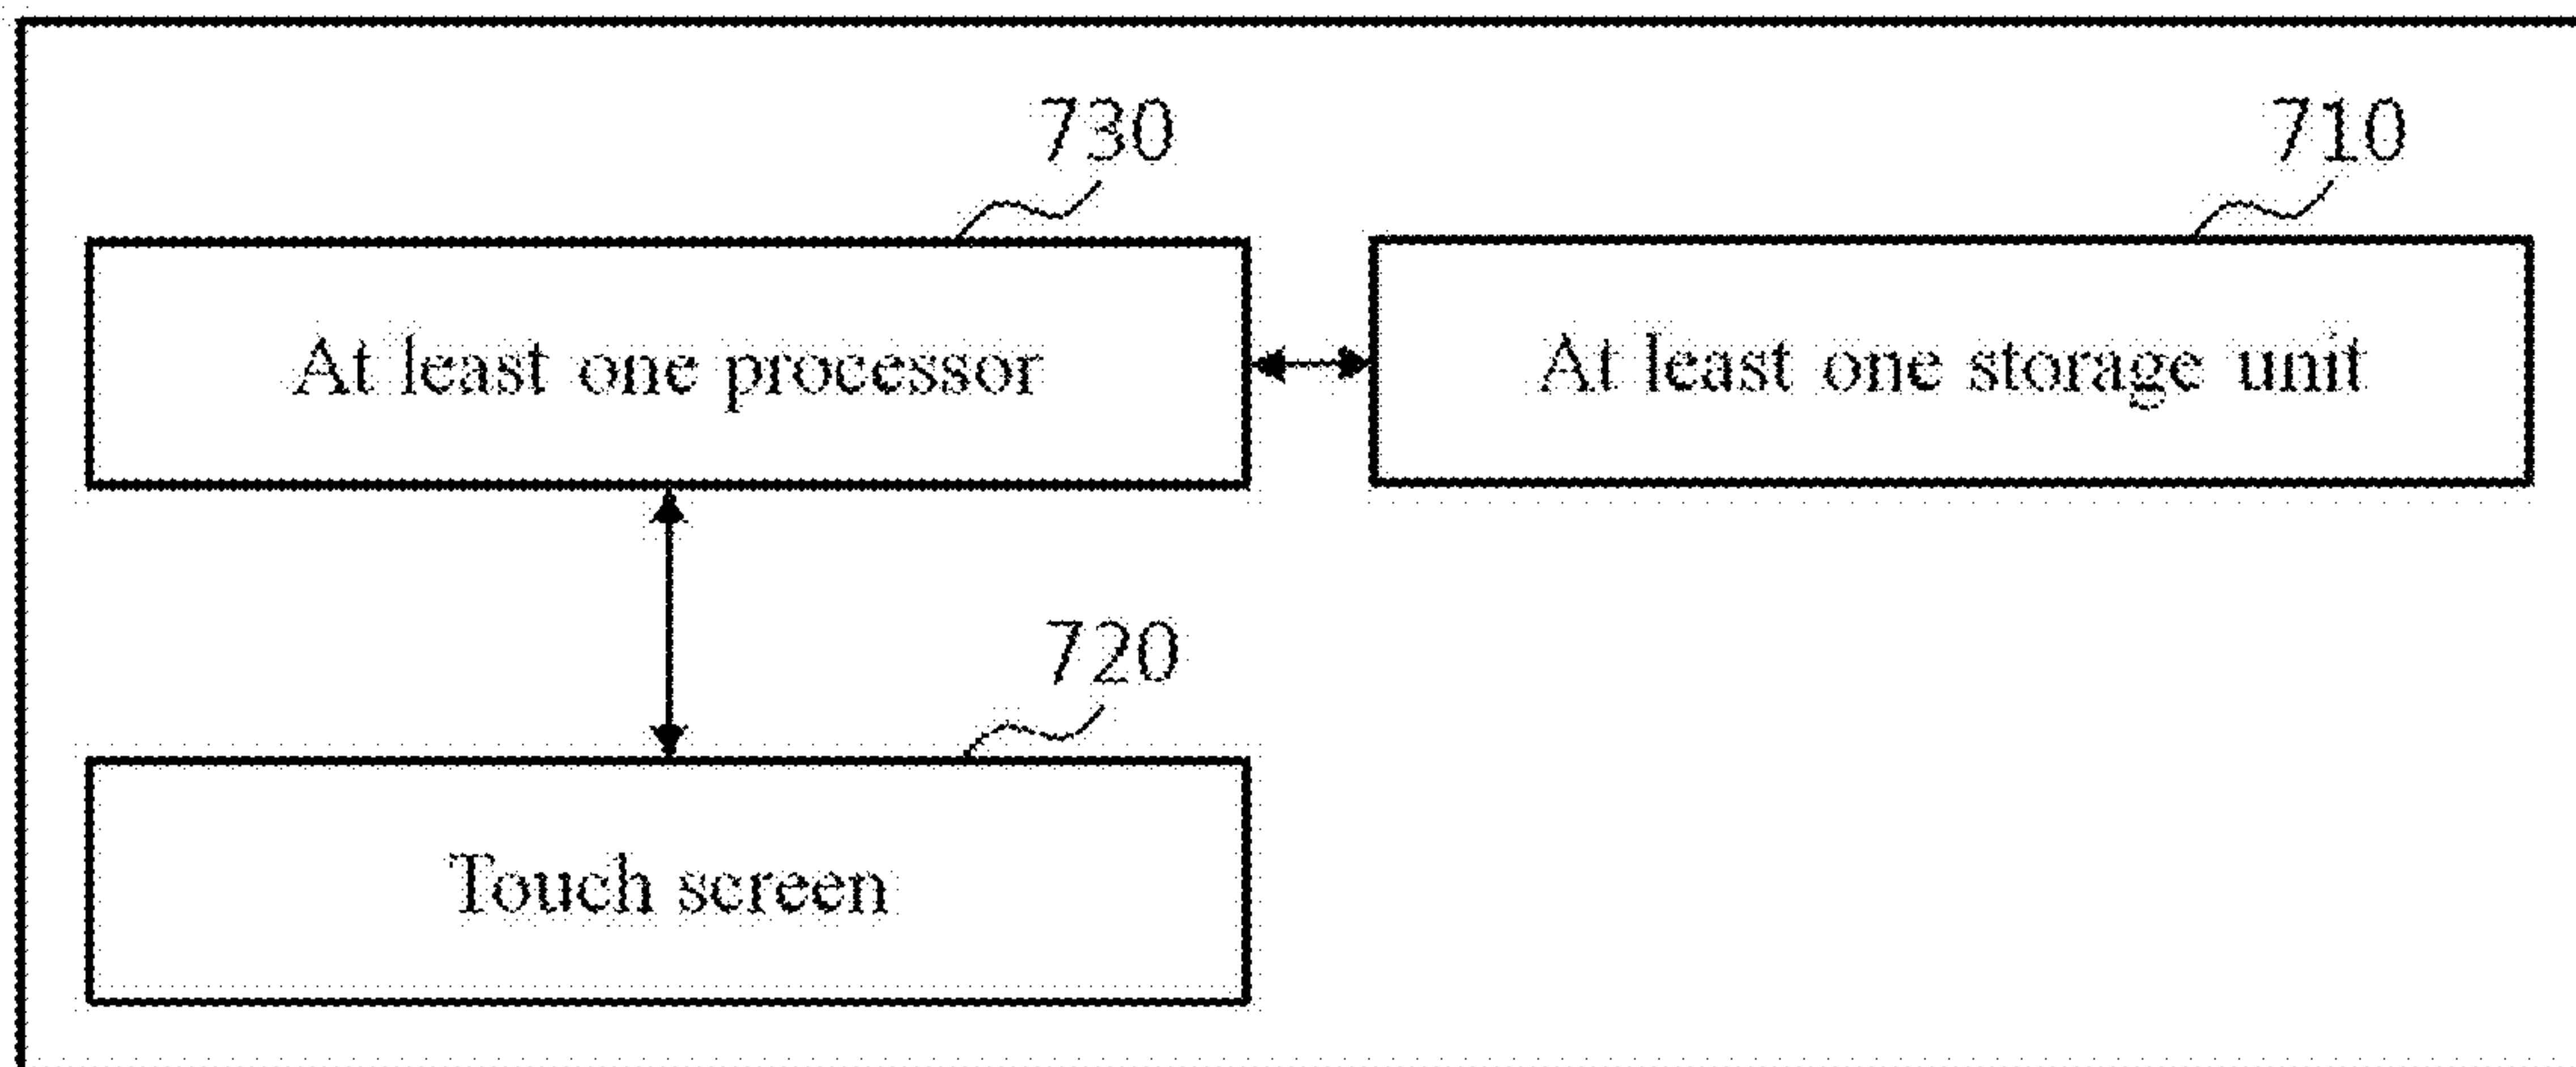 730
710
At least one processor
At least one storage unit
720
Touch screen